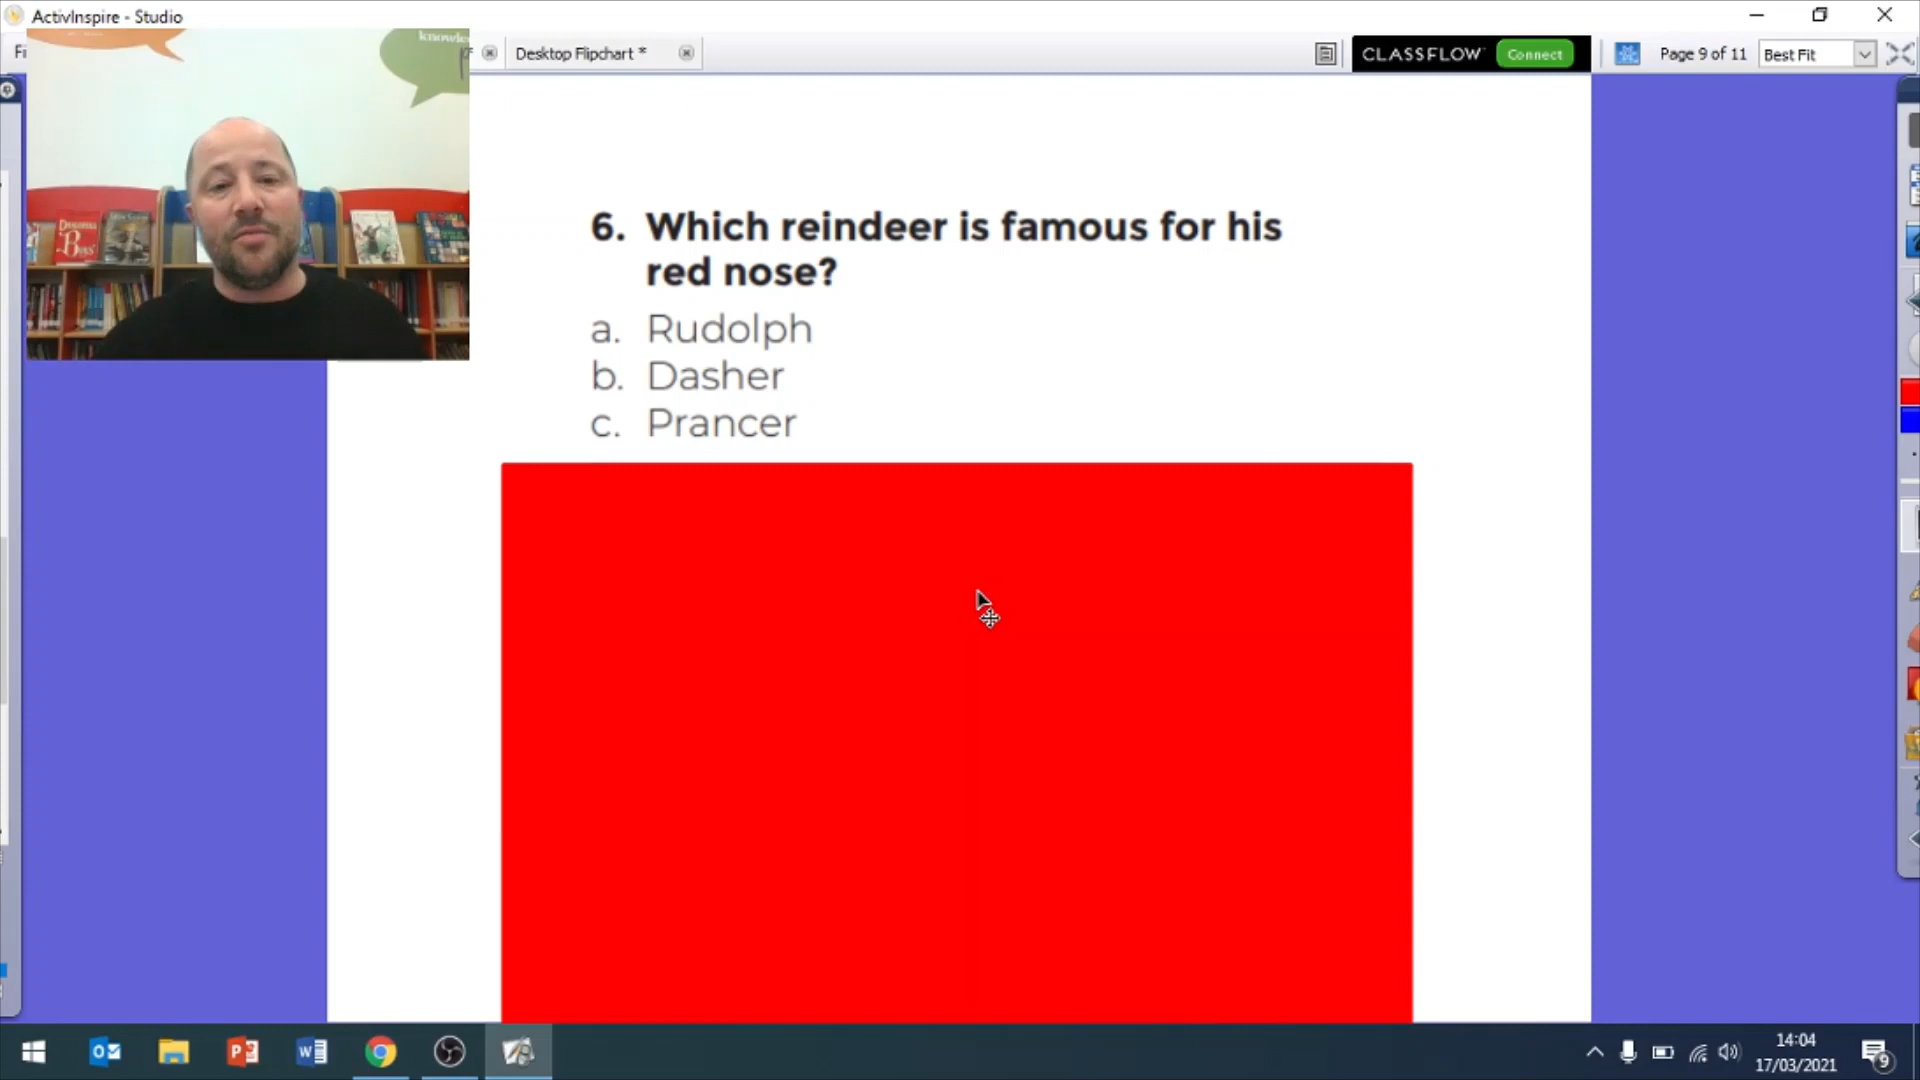 ActivInspire - Studio
Desktop Flipchart *
CLASSFLOW
Connect
Page 9 of 11
Best Fit
6. Which reindeer is famous for his
red nose?
a. Rudolph
b. Dasher
c. Prancer
14:04
17/03/2021
9